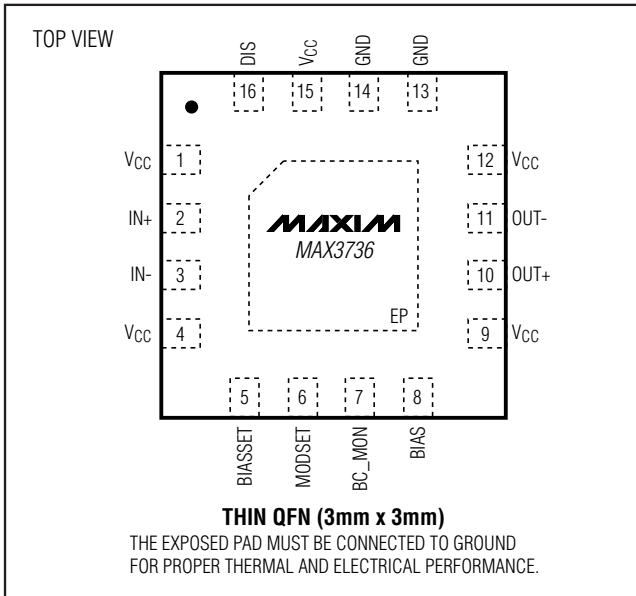 TOP VIEW
DIS
VCC
GND
GND
16
15
14
13
VCC 1
12 VCC
IN+ 2
MAXIM
11 OUT-
MAX3736
IN- 3
10 OUT+
EP
VCC 4
9 VCC
5
6
7
8
BIASSET
MODSET
BC_MON
BIAS
THIN QFN (3mm x 3mm)
THE EXPOSED PAD MUST BE CONNECTED TO GROUND
FOR PROPER THERMAL AND ELECTRICAL PERFORMANCE.